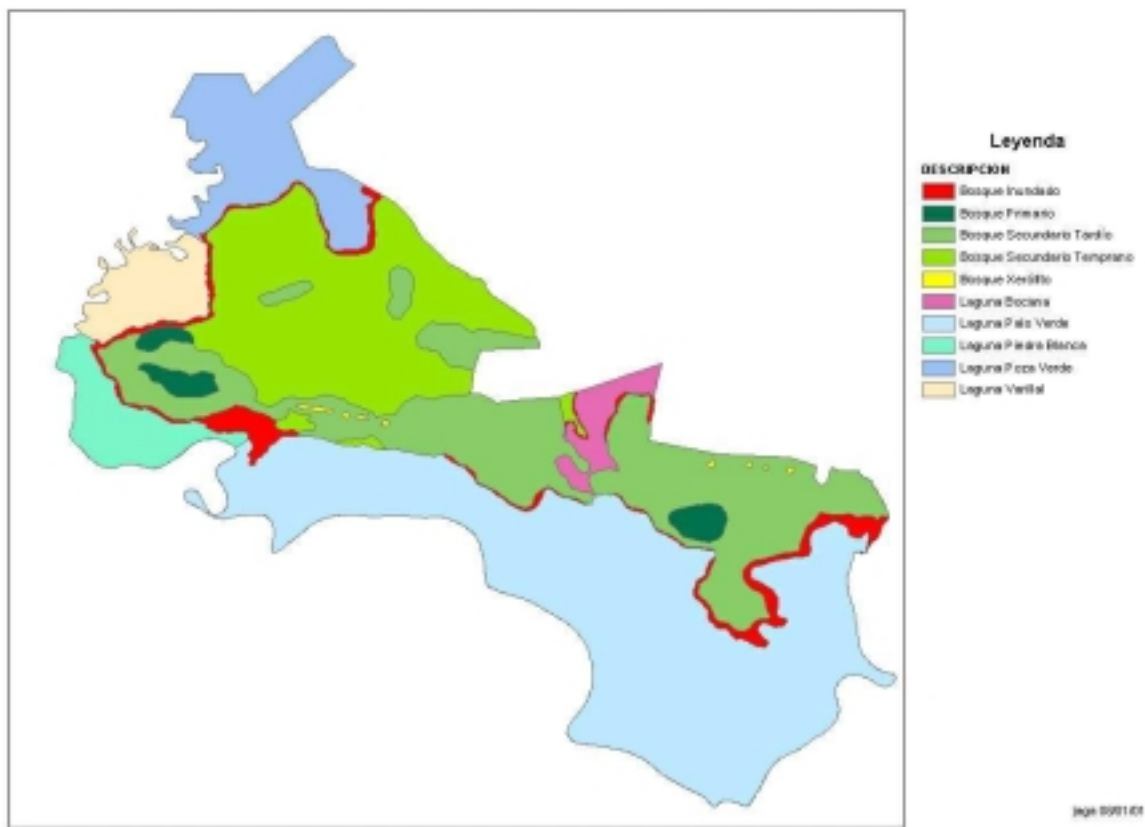 Leyenda
DESCRIPCION
Bosque Inundado
Bosque Primario
Bosque Secundario Tardío
Bosque Secundario Temprano
Bosque Xerófito
Laguna Bocana
Laguna Palo Verde
Laguna Piedra Blanca
Laguna Poza Verde
Laguna Varillal
jaga